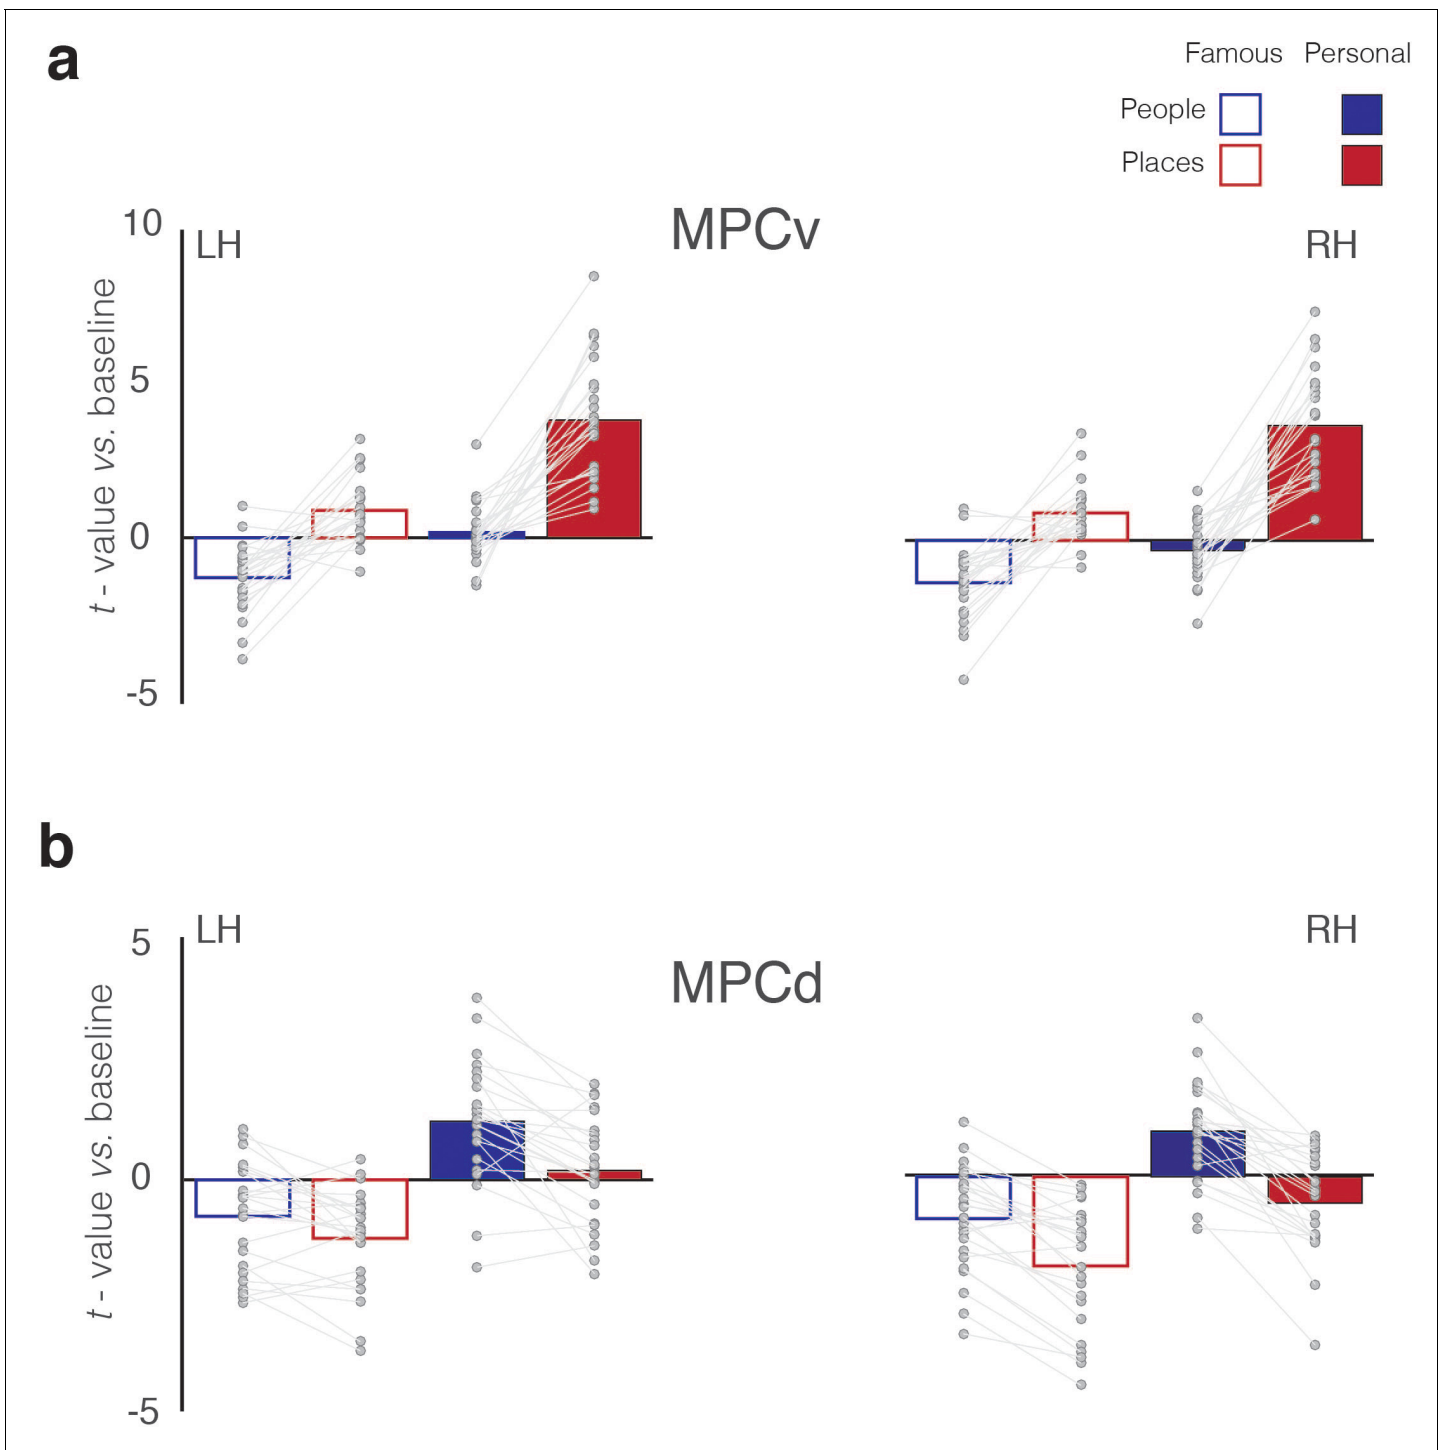 a
Famous Personal
People
Places
MPCv
LH
RH
10
5
0
-5
t - value vs. baseline
b
LH
RH
MPCd
5
0
-5
t - value vs. baseline